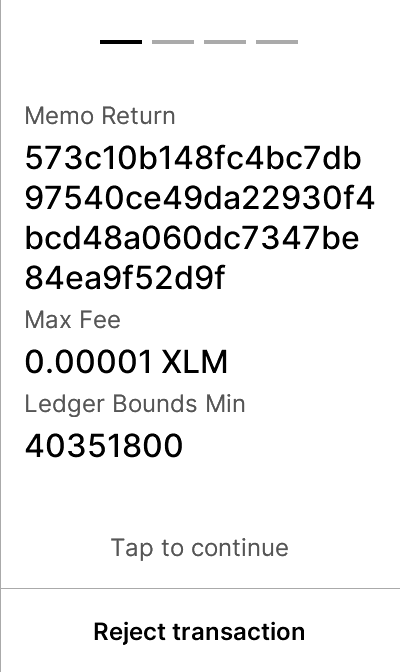 Memo Return
573c10b148fc4bc7db
97540ce49da22930f4
bcd48a060dc7347be
84ea9f52d9f
Max Fee
0.00001 XLM
Ledger Bounds Min
40351800
Tap to continue
Reject transaction